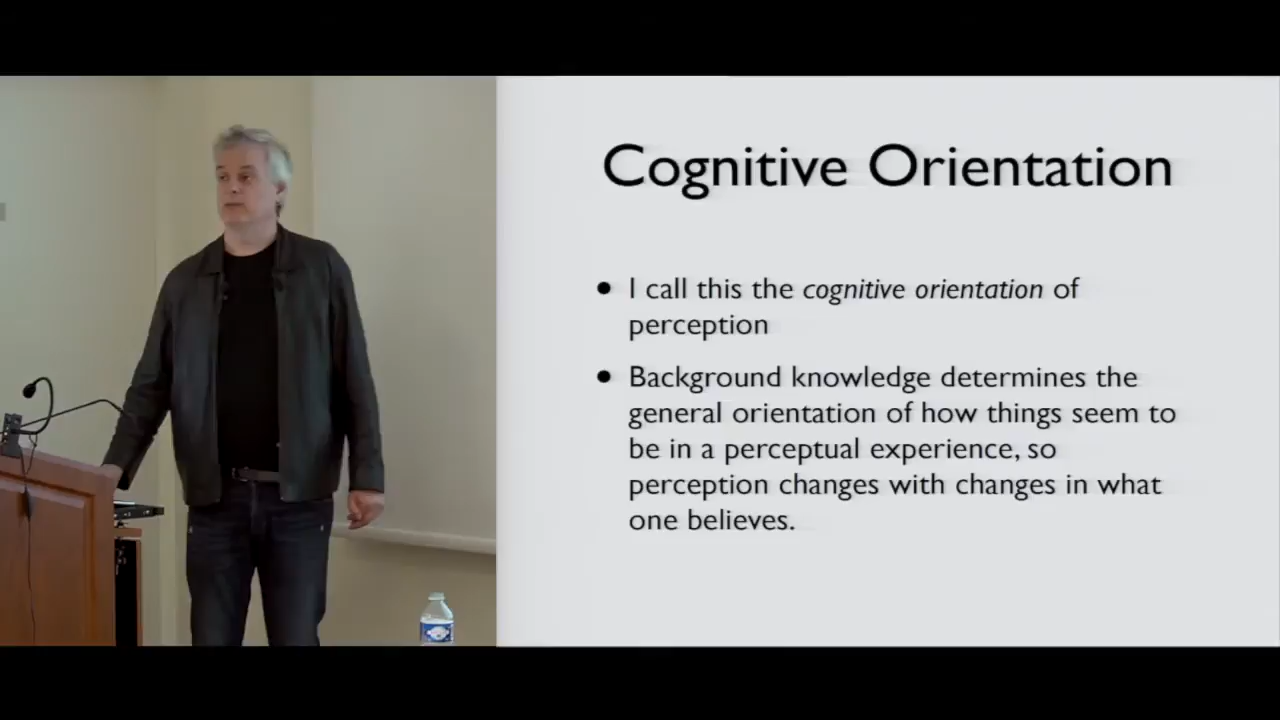 Cognitive Orientation
• I call this the cognitive orientation of
perception
• Background knowledge determines the
general orientation of how things seem to
be in a perceptual experience, so
perception changes with changes in what
one believes.